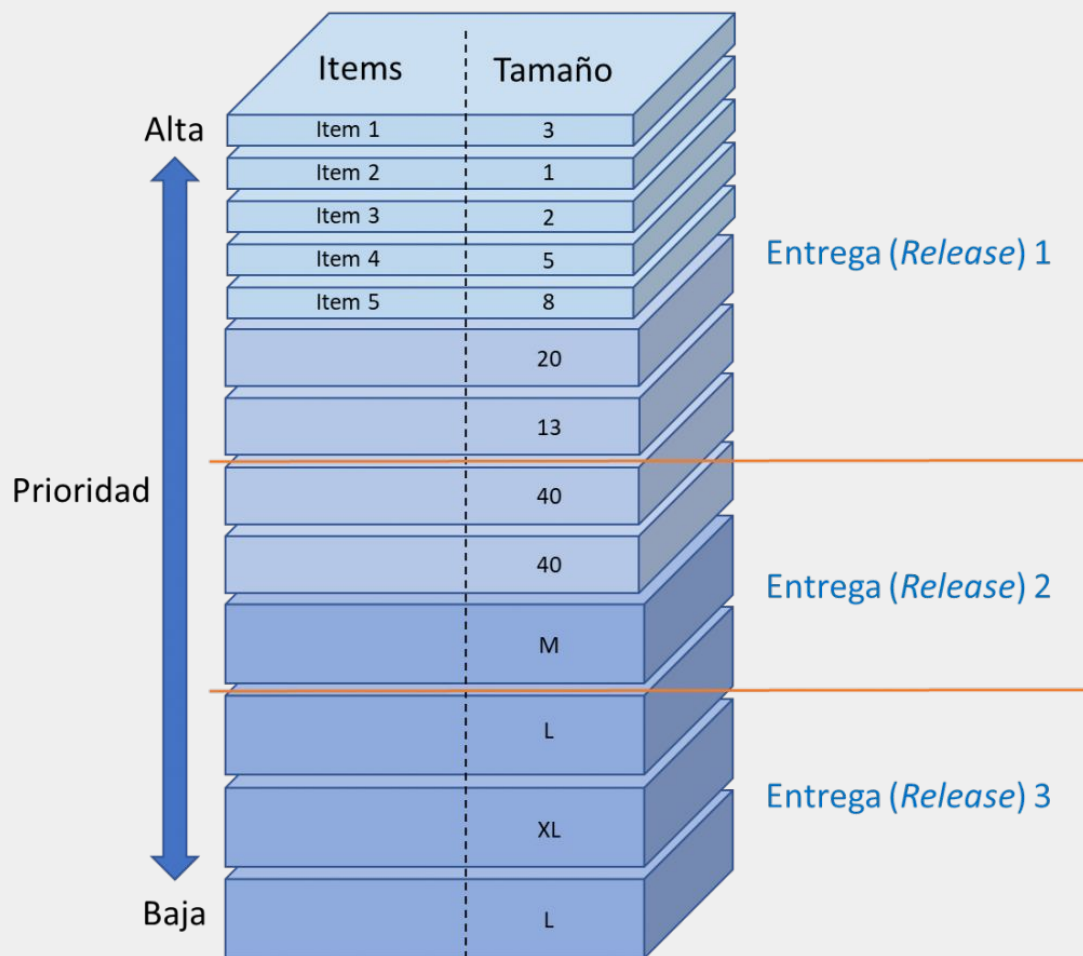 Items Tamaño
Alta
Item 1 3
Item 2 1
Item 3 2
Item 4 5
Item 5 8
Entrega (Release) 1
20
13
Prioridad
40
40
Entrega (Release) 2
M
L
Entrega (Release) 3
XL
Baja
L